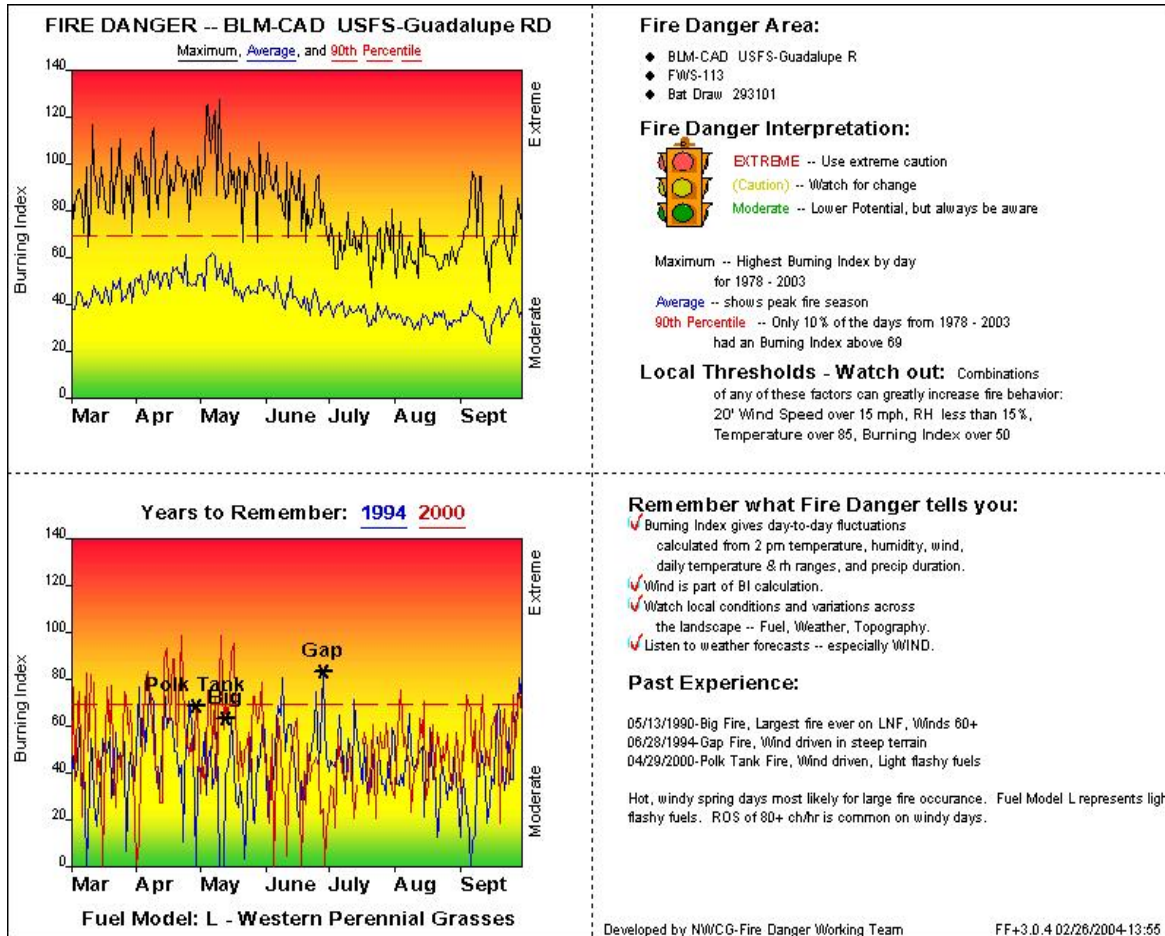 FIRE DANGER -- BLM-CAD USFS-Guadalupe RD
Maximum, Average, and 90th Percentile
Burning Index
140
120
100
80
60
40
20
0
Extreme
Moderate
Mar Apr May June July Aug Sept
Fire Danger Area:
BLM-CAD USFS-Guadalupe R
FWS-113
Bat Draw 293101
Fire Danger Interpretation:
EXTREME -- Use extreme caution
(Caution) -- Watch for change
Moderate -- Lower Potential, but always be aware
Maximum -- Highest Burning Index by day
for 1978 - 2003
Average -- shows peak fire season
90th Percentile -- Only 10% of the days from 1978 - 2003
had an Burning Index above 69
Local Thresholds - Watch out: Combinations
of any of these factors can greatly increase fire behavior:
20' Wind Speed over 15 mph, RH less than 15%,
Temperature over 85, Burning Index over 50
Years to Remember: 1994 2000
Burning Index
140
120
100
80
60
40
20
0
Extreme
Moderate
Gap
Polk Tank
Big
Mar Apr May June July Aug Sept
Fuel Model: L - Western Perennial Grasses
Remember what Fire Danger tells you:
Burning Index gives day-to-day fluctuations
calculated from 2 pm temperature, humidity, wind,
daily temperature & rh ranges, and precip duration.
Wind is part of BI calculation.
Watch local conditions and variations across
the landscape -- Fuel, Weather, Topography.
Listen to weather forecasts -- especially WIND.
Past Experience:
05/13/1990-Big Fire, Largest fire ever on LNF, Winds 60+
06/28/1994-Gap Fire, Wind driven in steep terrain
04/29/2000-Polk Tank Fire, Wind driven, Light flashy fuels
Hot, windy spring days most likely for large fire occurance. Fuel Model L represents ligh
flashy fuels. ROS of 80+ ch/hr is common on windy days.
Developed by NWCG-Fire Danger Working Team
FF+3.0.4 02/26/2004-13:55